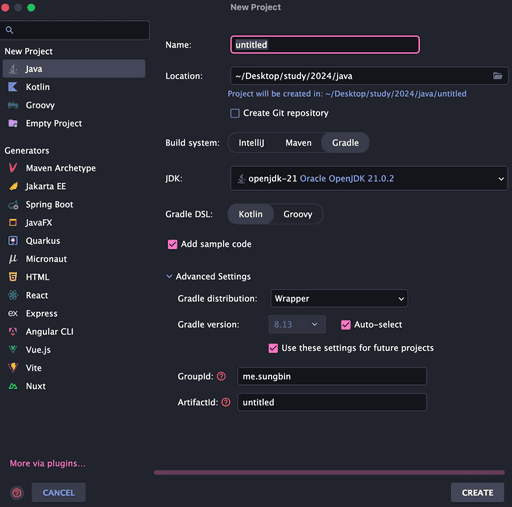 New Project
New Project
Java
Kotlin
Groovy
Empty Project
Generators
Maven Archetype
Jakarta EE
Spring Boot
JavaFX
Quarkus
Micronaut
HTML
React
ex Express
Angular CLI
Vue.js
Vite
Nuxt
More via plugins...
? CANCEL
Name: untitled
Location: ~/Desktop/study/2024/java
Project will be created in: ~/Desktop/study/2024/java/untitled
Create Git repository
Build system: IntelliJ Maven Gradle
JDK: openjdk-21 Oracle OpenJDK 21.0.2
Gradle DSL: Kotlin Groovy
Add sample code
Advanced Settings
Gradle distribution: Wrapper
Gradle version: 8.13 Auto-select
Use these settings for future projects
GroupId: ? me.sungbin
ArtifactId: ? untitled
CREATE